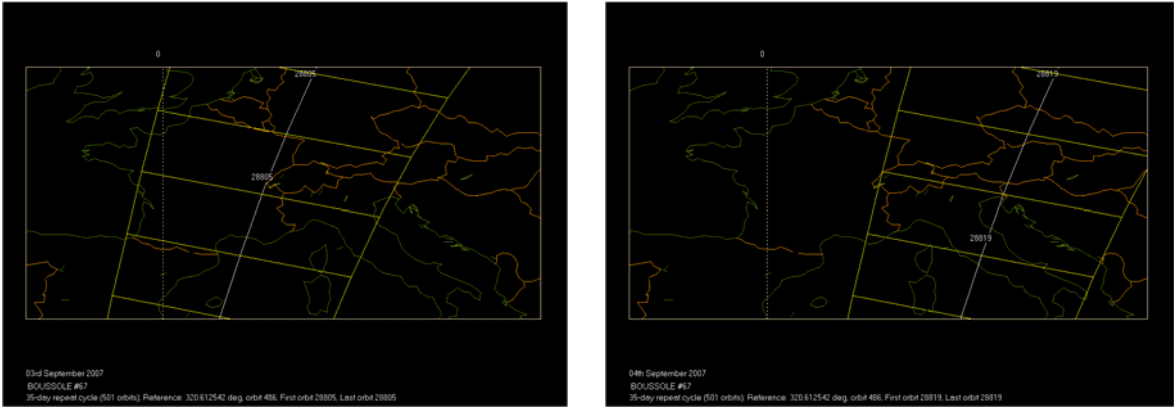 0
28805
28805
03rd September 2007
BOUSSOLE #67
35-day repeat cycle (501 orbits), Reference: 320.612542 deg, orbit 486, First orbit 28805, Last orbit 28805
0
28819
28819
04th September 2007
BOUSSOLE #67
35-day repeat cycle (501 orbits), Reference: 320.612542 deg, orbit 486, First orbit 28819, Last orbit 28819